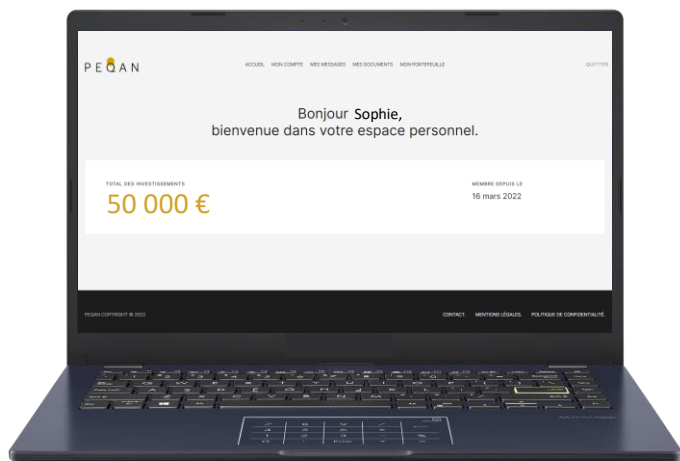 PEQAN
ACCUEIL MON COMPTE MES MESSAGES MES DOCUMENTS MON PORTEFEUILLE
QUITTER
Bonjour Sophie,
bienvenue dans votre espace personnel.
TOTAL DES INVESTISSEMENTS
50 000 €
MEMBRE DEPUIS LE
16 mars 2022
PEQAN COPYRIGHT © 2022
CONTACT. MENTIONS LÉGALES. POLITIQUE DE CONFIDENTIALITÉ.